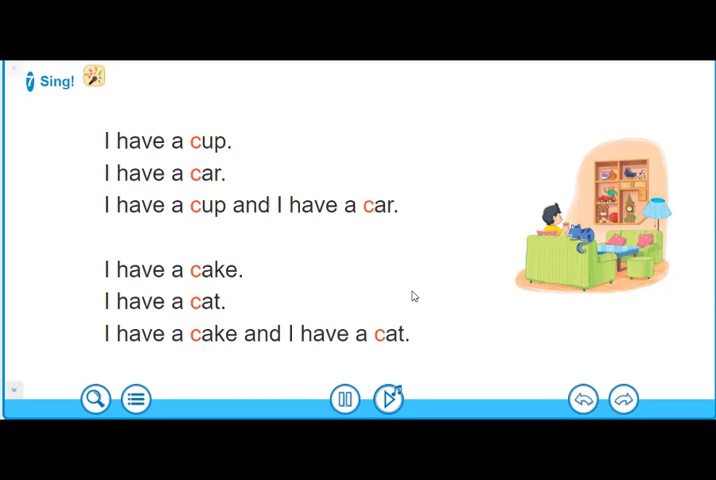 7 Sing!
I have a cup.
I have a car.
I have a cup and I have a car.
I have a cake.
I have a cat.
I have a cake and I have a cat.